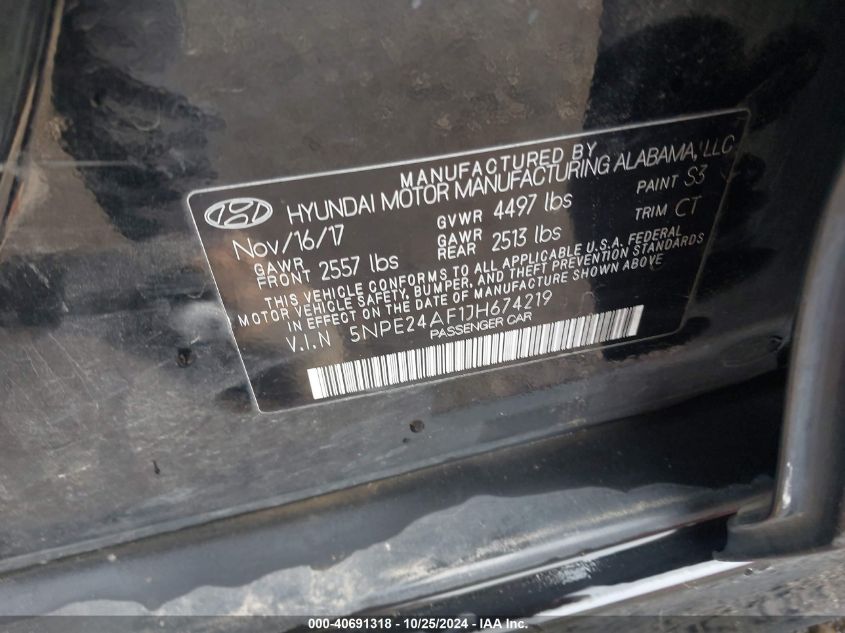 MANUFACTURED BY
HYUNDAI MOTOR MANUFACTURING ALABAMA, LLC
Nov/16/17 GVWR 4497 lbs PAINT S3
GAWR FRONT 2557 lbs GAWR REAR 2513 lbs TRIM CT
THIS VEHICLE CONFORMS TO ALL APPLICABLE U.S.A. FEDERAL
MOTOR VEHICLE SAFETY, BUMPER, AND THEFT PREVENTION STANDARDS
IN EFFECT ON THE DATE OF MANUFACTURE SHOWN ABOVE
V.I.N 5NPE24AF1JH674219
PASSENGER CAR
000-40691318 - 10/25/2024 - IAA Inc.